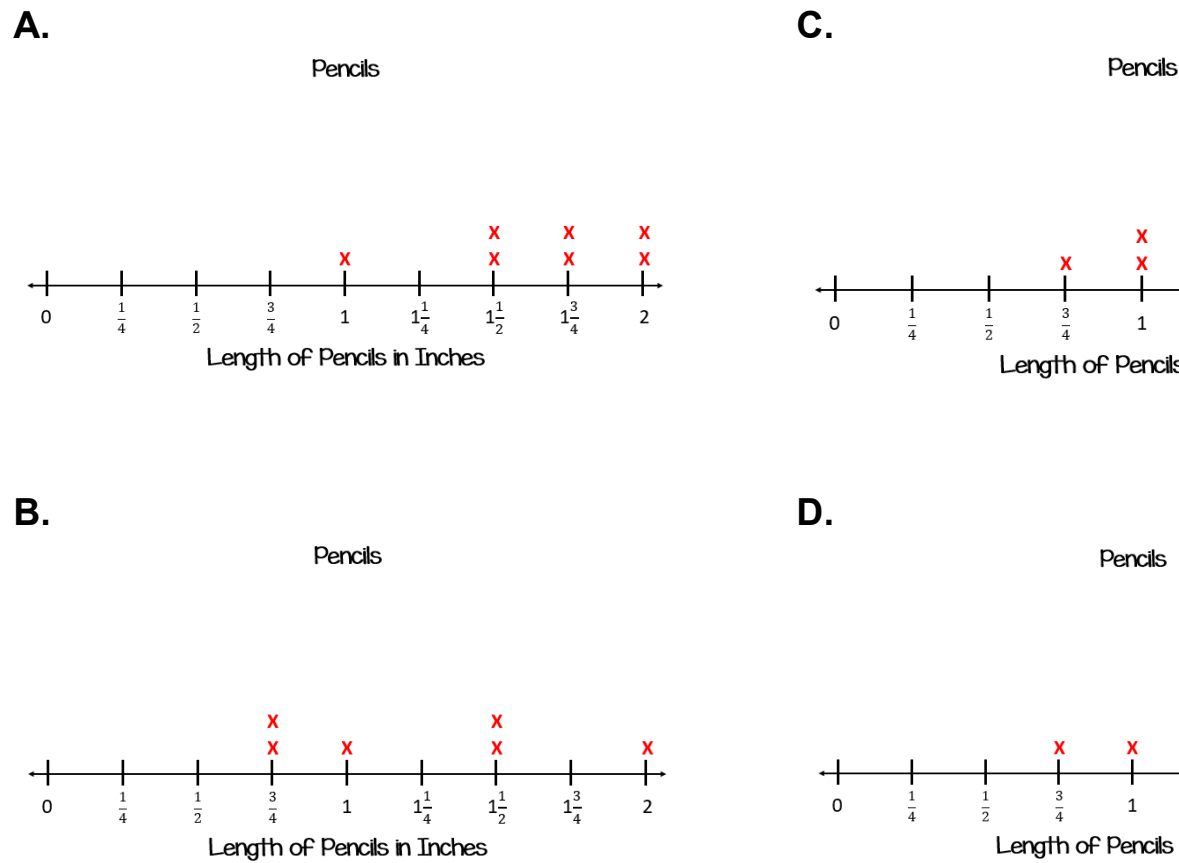 A.
Pencils
X X X
X X X X
0 1/4 1/2 3/4 1 1 1/4 1 1/2 1 3/4 2
Length of Pencils in Inches
B.
Pencils
X X
X X X X
0 1/4 1/2 3/4 1 1 1/4 1 1/2 1 3/4 2
Length of Pencils in Inches
C.
Pencils
X
X X
0 1/4 1/2 3/4 1
Length of Pencils
D.
Pencils
X X
0 1/4 1/2 3/4 1
Length of Pencils